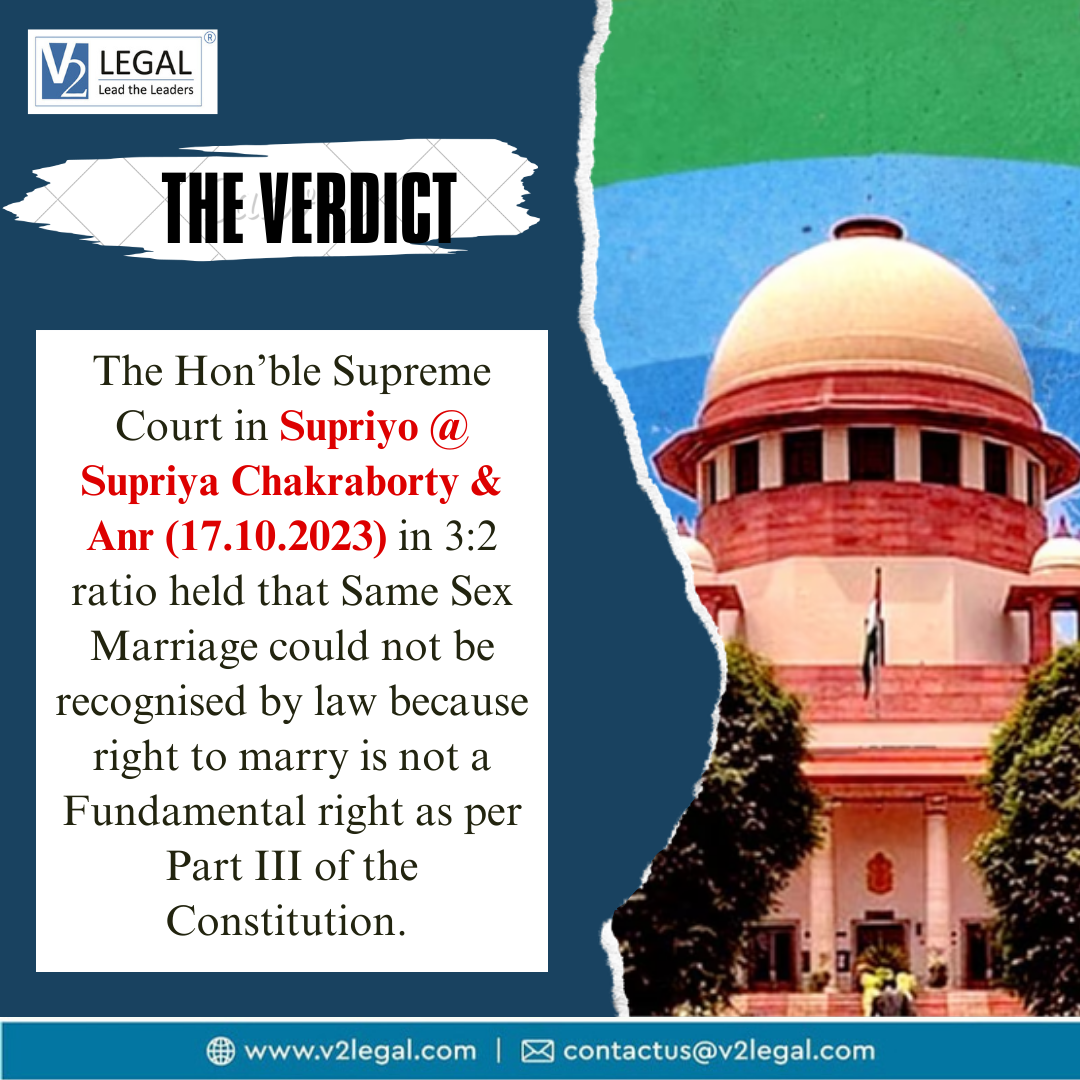 V2 LEGAL ®
Lead the Leaders
THE VERDICT
The Hon’ble Supreme
Court in Supriyo @
Supriya Chakraborty &
Anr (17.10.2023) in 3:2
ratio held that Same Sex
Marriage could not be
recognised by law because
right to marry is not a
Fundamental right as per
Part III of the
Constitution.
www.v2legal.com | contactus@v2legal.com